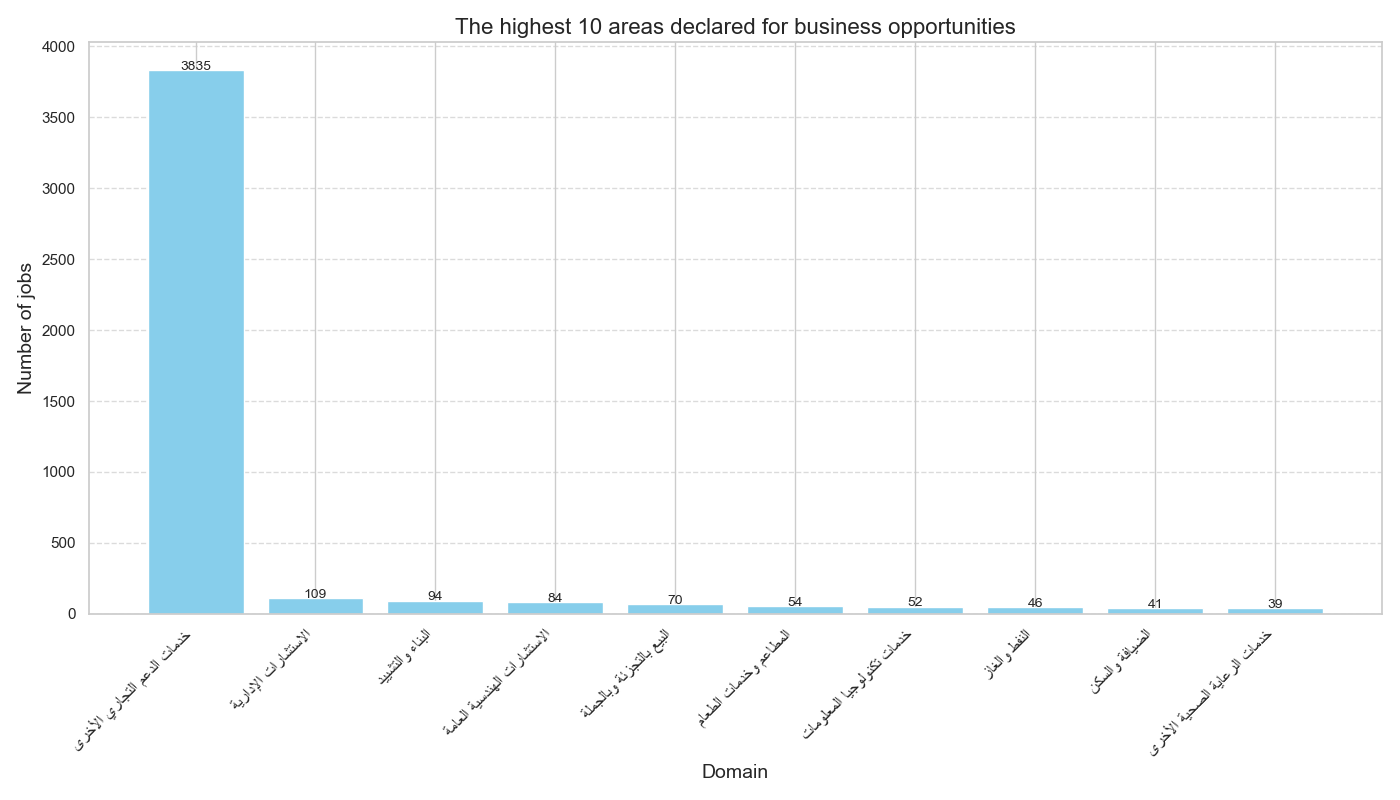 The highest 10 areas declared for business opportunities
Number of jobs
4000
3500
3000
2500
2000
1500
1000
500
0
3835
109
94
84
70
54
52
46
41
39
خدمات الدعم التجاري الأخرى
الاستشارات الإدارية
البناء والتشييد
الاستشارات الهندسية العامة
البيع بالتجزئة وبالجملة
المطاعم وخدمات الطعام
خدمات تكنولوجيا المعلومات
النفط والغاز
الضيافة والسكن
خدمات الرعاية الصحية الأخرى
Domain